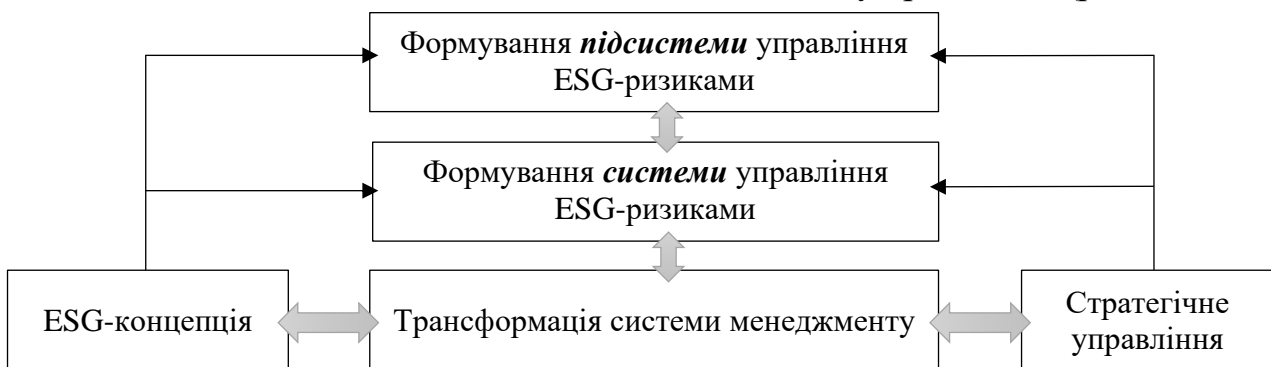 Формування підсистеми управління
ESG-ризиками
Формування системи управління
ESG-ризиками
ESG-концепція
Трансформація системи менеджменту
Стратегічне
управління